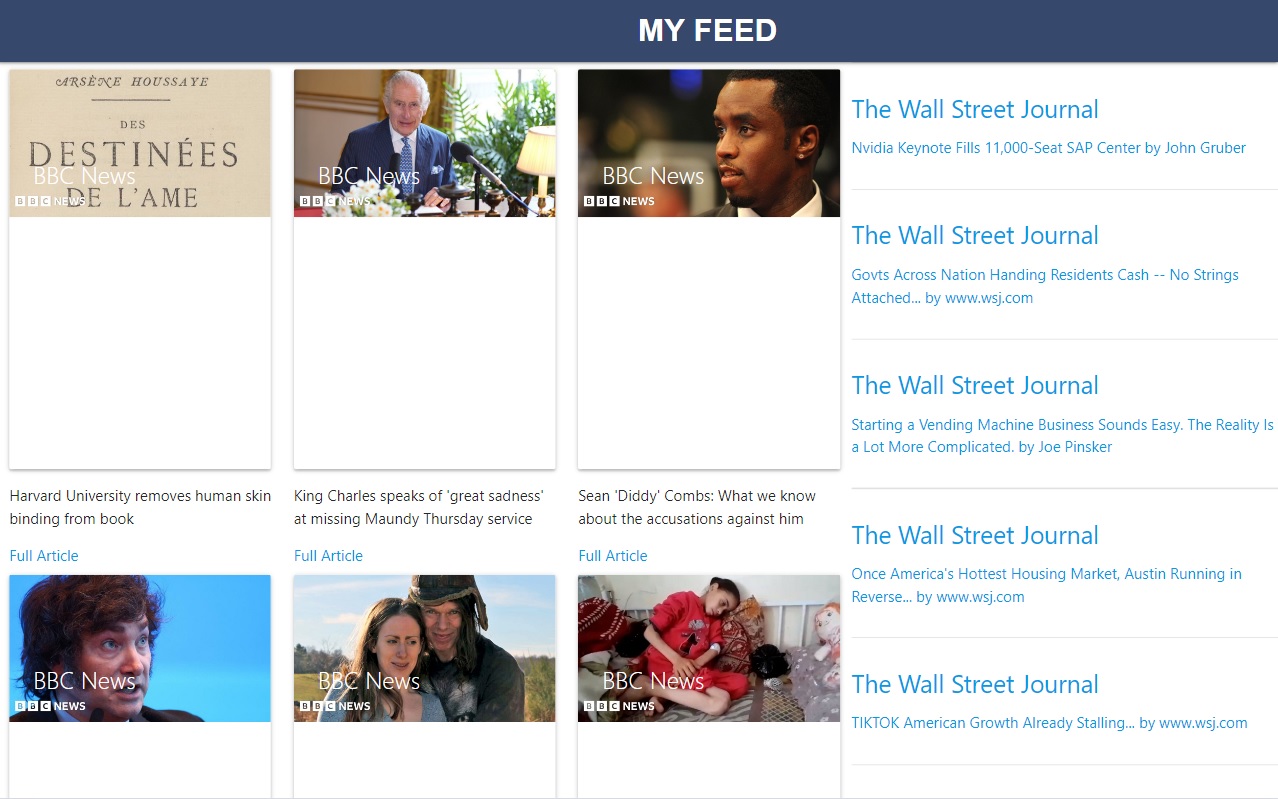 MY FEED
ARSÈNE HOUSSAYE
DES
DESTINÉES
DE L'AME
BBC News
BBC NEWS
BBC News
BBC NEWS
BBC News
BBC NEWS
Harvard University removes human skin
binding from book
Full Article
King Charles speaks of 'great sadness'
at missing Maundy Thursday service
Full Article
Sean 'Diddy' Combs: What we know
about the accusations against him
Full Article
BBC News
BBC NEWS
BBC News
BBC NEWS
BBC News
BBC NEWS
The Wall Street Journal
Nvidia Keynote Fills 11,000-Seat SAP Center by John Gruber
The Wall Street Journal
Govts Across Nation Handing Residents Cash -- No Strings
Attached... by www.wsj.com
The Wall Street Journal
Starting a Vending Machine Business Sounds Easy. The Reality Is
a Lot More Complicated. by Joe Pinsker
The Wall Street Journal
Once America's Hottest Housing Market, Austin Running in
Reverse... by www.wsj.com
The Wall Street Journal
TIKTOK American Growth Already Stalling... by www.wsj.com